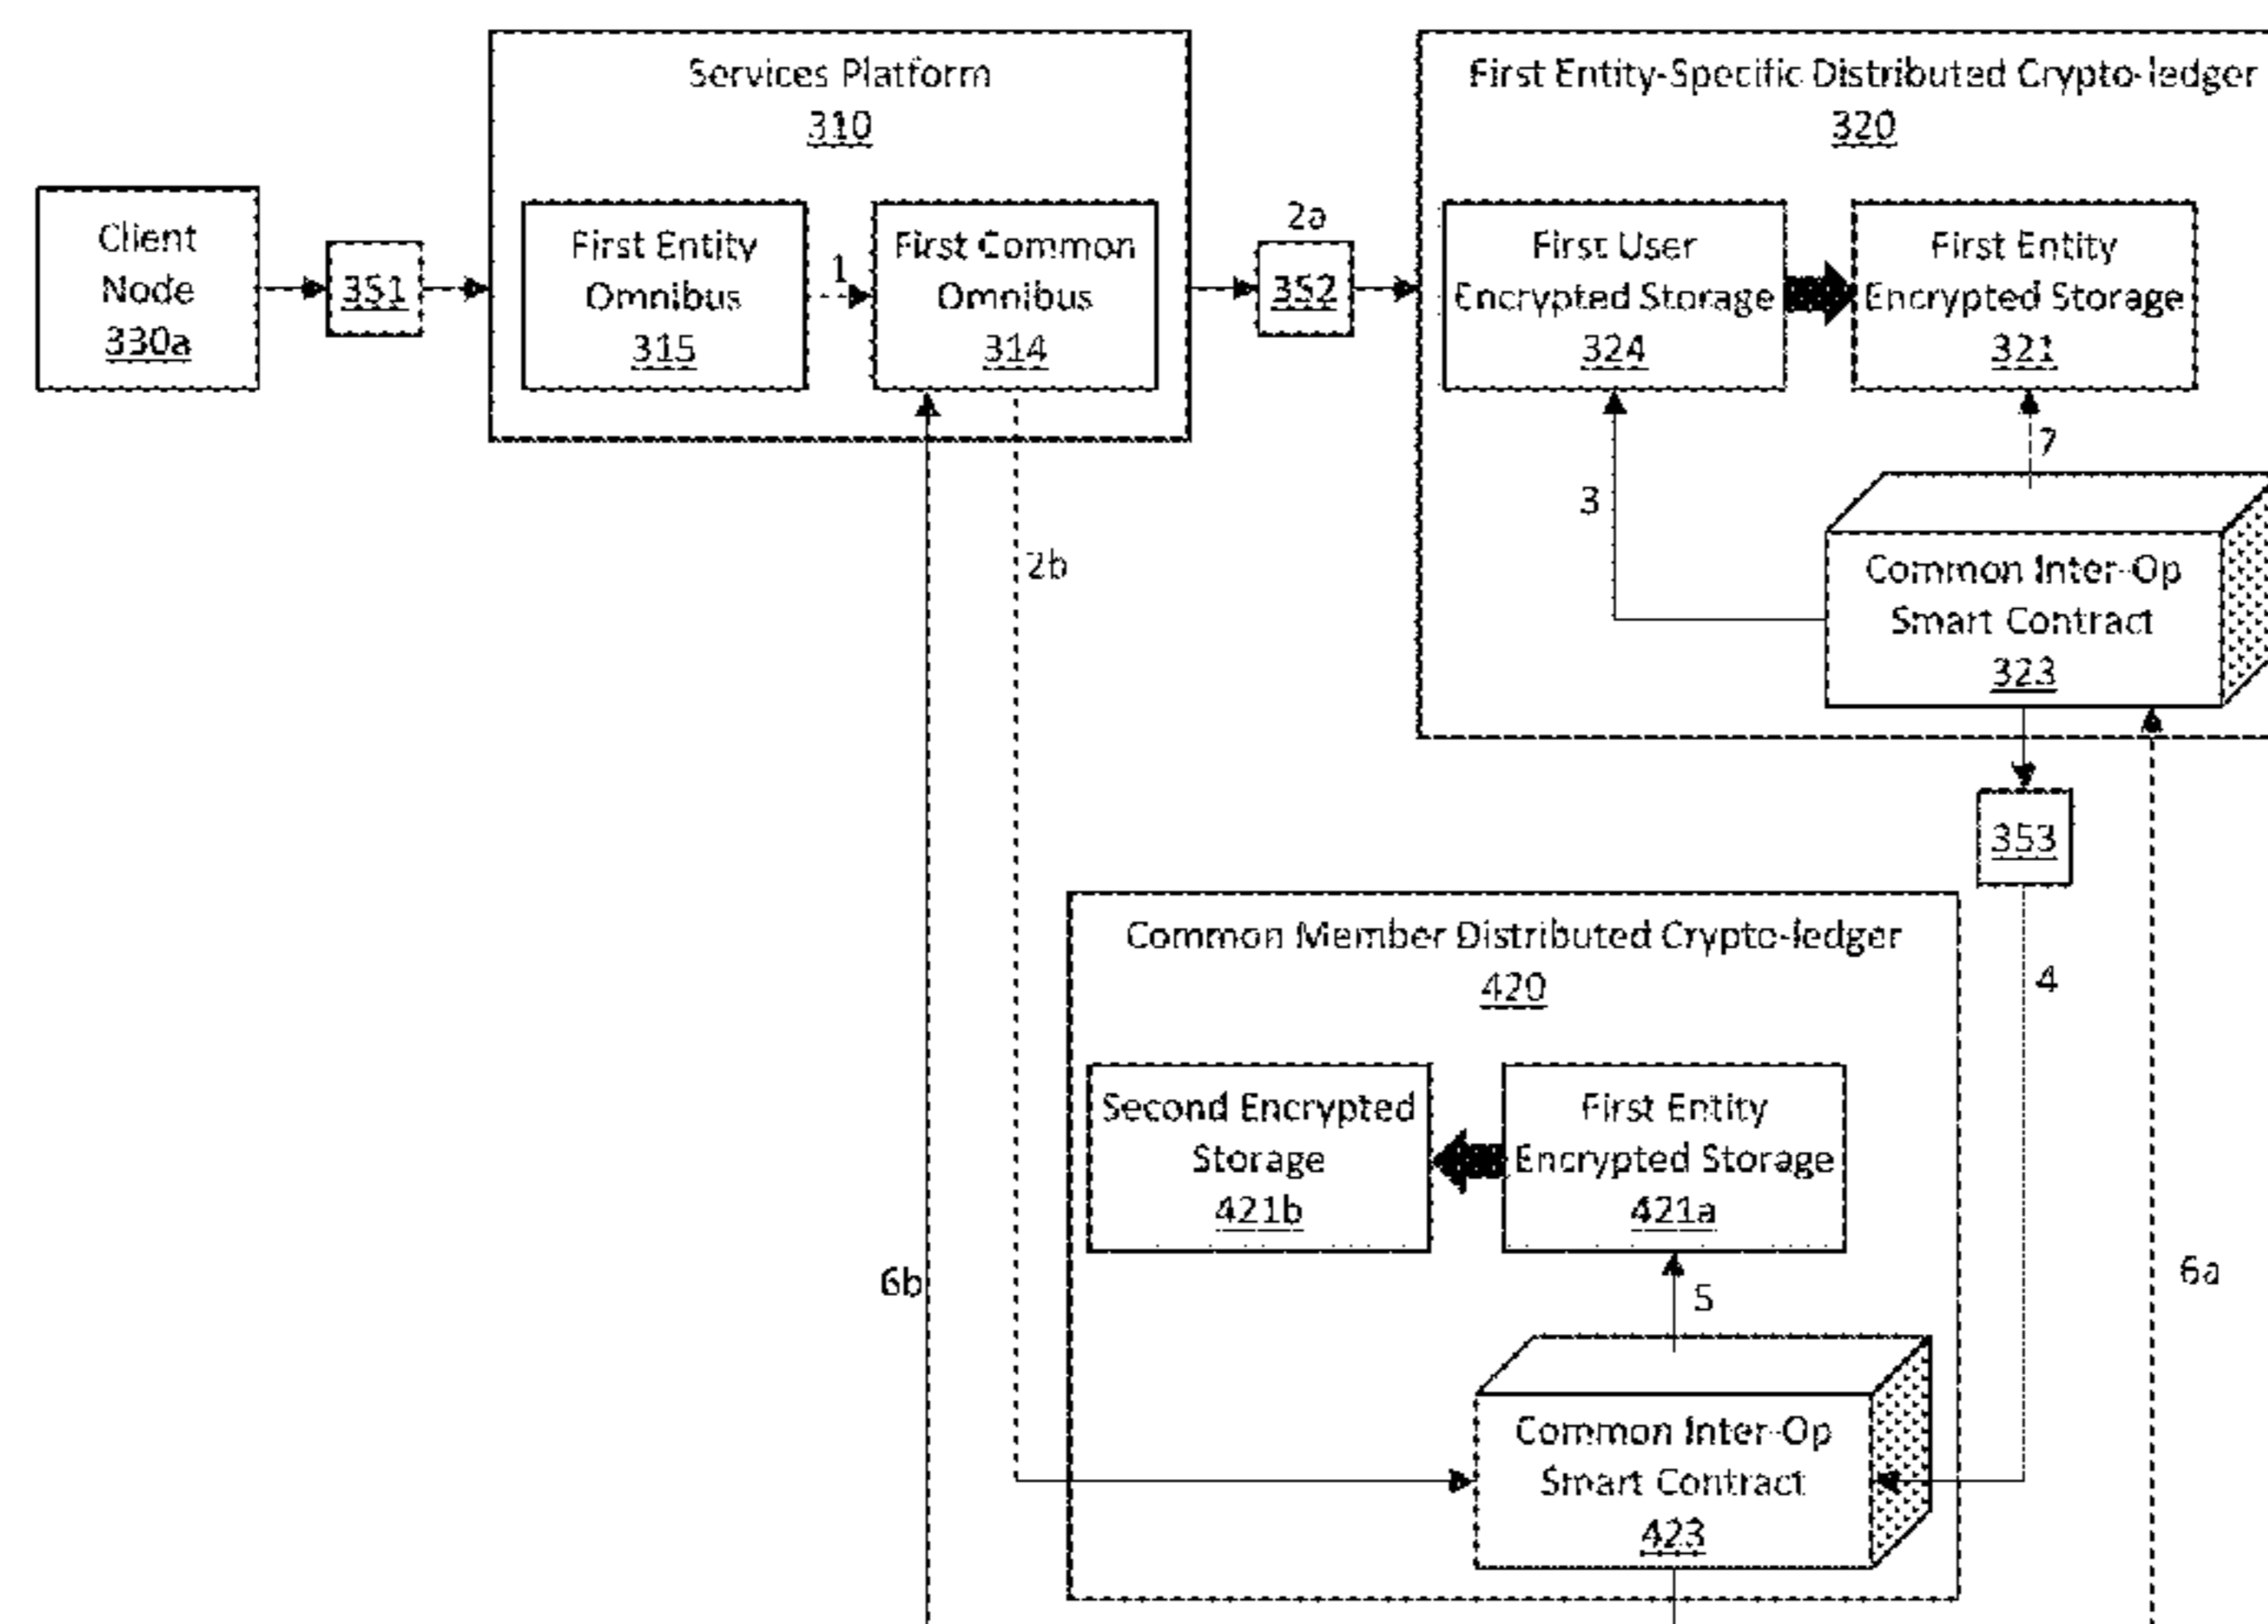 Services Platform
310
First Entity-Specific Distributed Crypto-ledger
320
Client
Node
330a
351
First Entity
Omnibus
315
1
First Common
Omnibus
314
2a
352
First User
Encrypted Storage
324
First Entity
Encrypted Storage
321
7
3
2b
Common Inter-Op
Smart Contract
323
353
Common Member Distributed Crypto-ledger
420
4
Second Encrypted
Storage
421b
First Entity
Encrypted Storage
421a
6b
5
6a
Common Inter-Op
Smart Contract
423